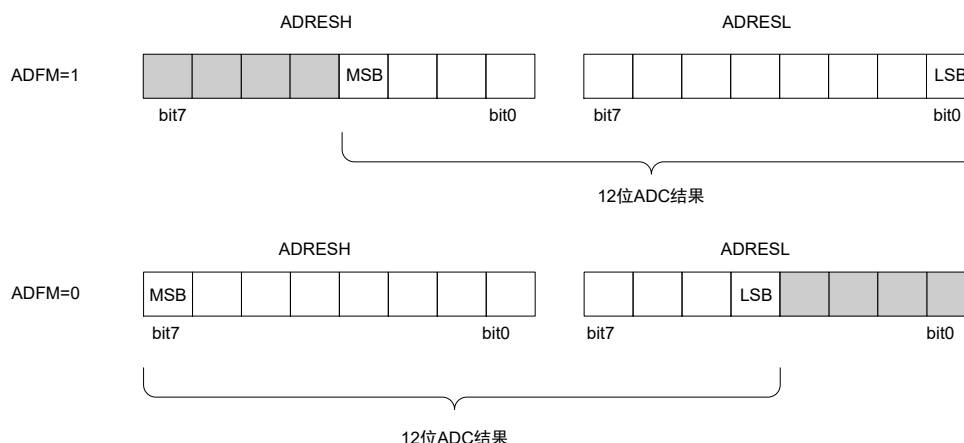 ADRESH ADRESL
ADFM=1 MSB LSB
bit7 bit0 bit7 bit0
12位ADC结果
ADRESH ADRESL
ADFM=0 MSB LSB
bit7 bit0 bit7 bit0
12位ADC结果